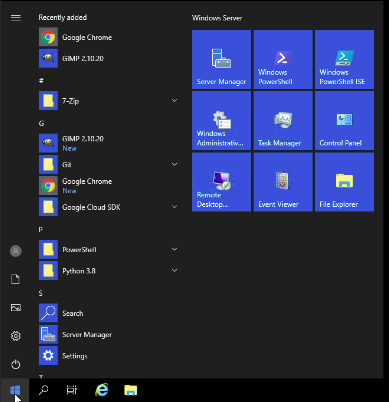 Recently added
Google Chrome
GIMP 2.10.20
#
7-Zip
G
GIMP 2.10.20
New
Git
Google Chrome
New
Google Cloud SDK
P
PowerShell
Python 3.8
S
Search
Server Manager
Settings
T
Windows Server
Server Manager
Windows
PowerShell
Windows
PowerShell ISE
Windows
Administrativ...
Task Manager
Control Panel
Remote
Desktop...
Event Viewer
File Explorer